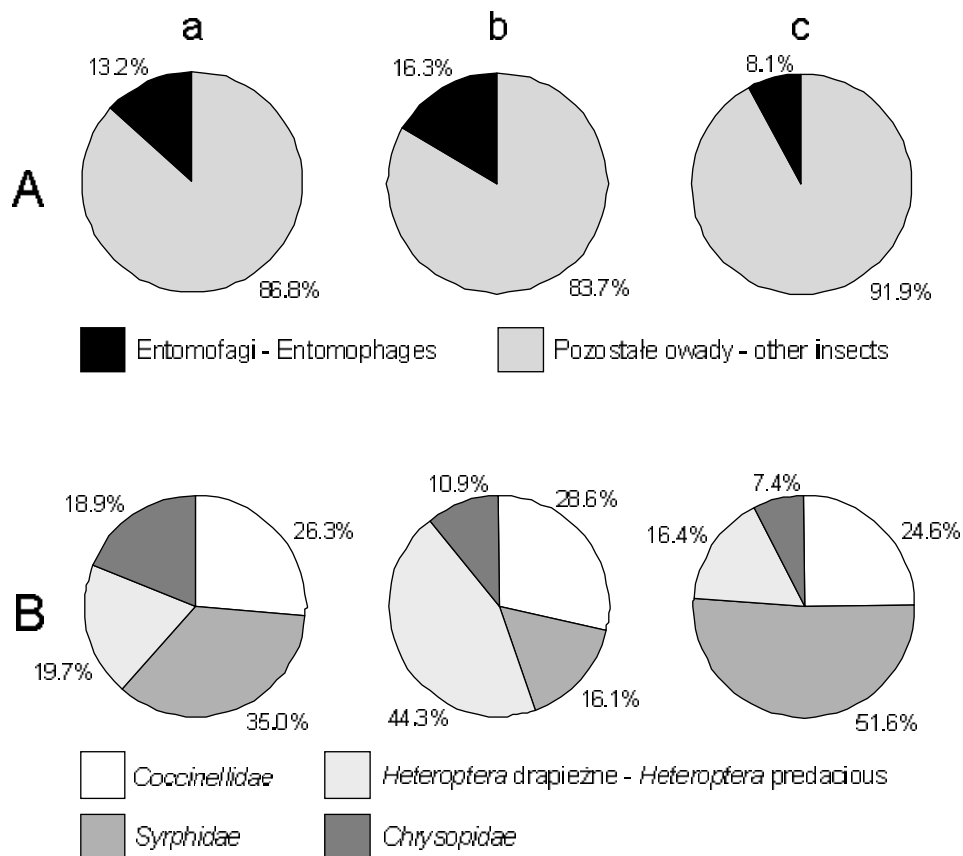 a b c
13.2% 16.3% 8.1%
A
86.8% 83.7% 91.9%
Entomofagi - Entomophages Pozostałe owady - other insects
18.9% 10.9% 28.6% 7.4%
26.3% 16.4% 24.6%
B
19.7% 35.0% 44.3% 16.1% 51.6%
Coccinellidae Heteroptera drapieżne - Heteroptera predacious
Syrphidae Chrysopidae